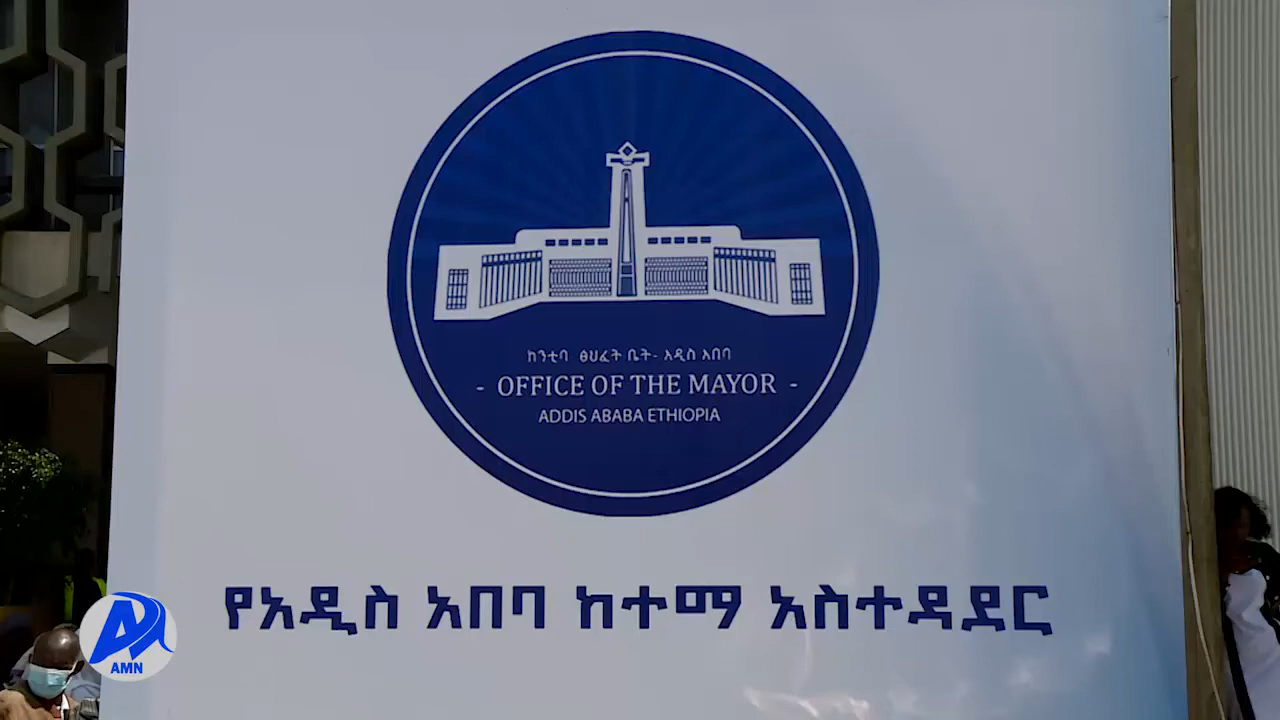 ከንቲባ ፅህፈት ቤት- አዲስ አበባ
- OFFICE OF THE MAYOR -
ADDIS ABABA ETHIOPIA
የአዲስ አበባ ከተማ አስተዳደር
AMN